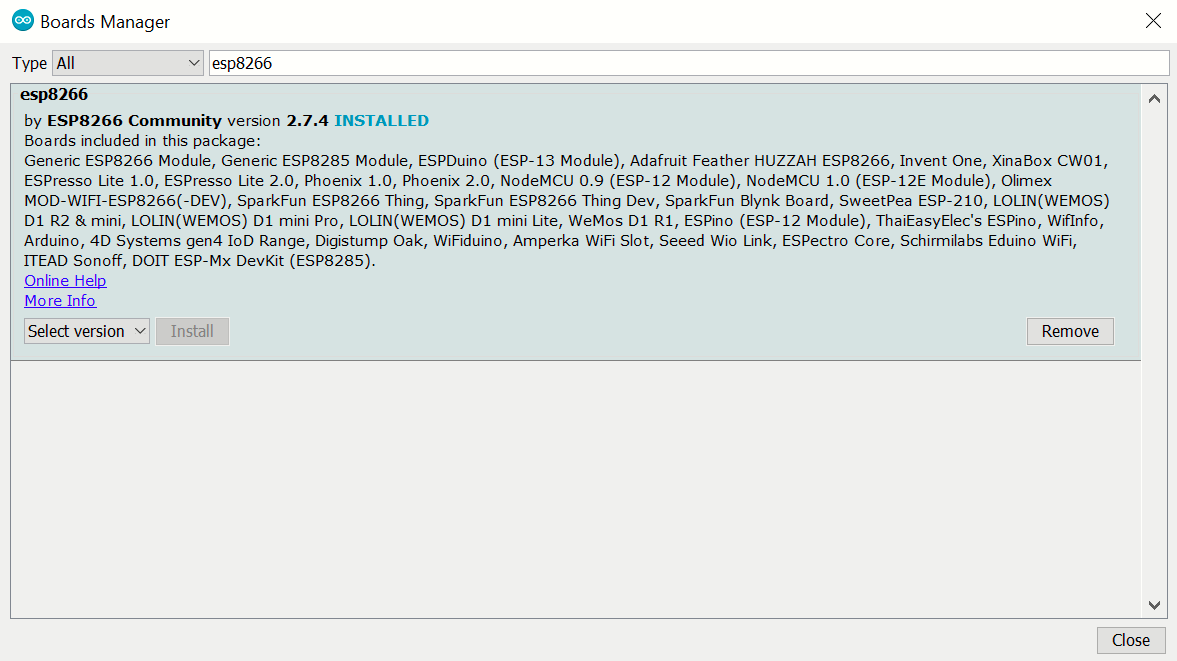 Boards Manager
Type All esp8266
esp8266
by ESP8266 Community version 2.7.4 INSTALLED
Boards included in this package:
Generic ESP8266 Module, Generic ESP8285 Module, ESPDuino (ESP-13 Module), Adafruit Feather HUZZAH ESP8266, Invent One, XinaBox CW01,
ESPresso Lite 1.0, ESPresso Lite 2.0, Phoenix 1.0, Phoenix 2.0, NodeMCU 0.9 (ESP-12 Module), NodeMCU 1.0 (ESP-12E Module), Olimex
MOD-WIFI-ESP8266(-DEV), SparkFun ESP8266 Thing, SparkFun ESP8266 Thing Dev, SparkFun Blynk Board, SweetPea ESP-210, LOLIN(WEMOS)
D1 R2 & mini, LOLIN(WEMOS) D1 mini Pro, LOLIN(WEMOS) D1 mini Lite, WeMos D1 R1, ESPino (ESP-12 Module), ThaiEasyElec's ESPino, WifInfo,
Arduino, 4D Systems gen4 IoD Range, Digistump Oak, WiFiduino, Amperka WiFi Slot, Seeed Wio Link, ESPectro Core, Schirmilabs Eduino WiFi,
ITEAD Sonoff, DOIT ESP-Mx DevKit (ESP8285).
Online Help
More Info
Select version Install Remove
Close